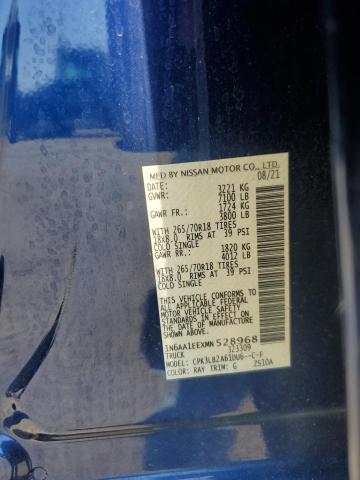 MFD BY NISSAN MOTOR CO., LTD.
DATE: 08/21
GVWR: 3221 KG
7100 LB
GAWR FR.: 1724 KG
3800 LB
WITH 265/70R18 TIRES
18X8.0 RIMS AT 39 PSI
COLD SINGLE
GAWR RR.: 1820 KG
4012 LB
WITH 265/70R18 TIRES
18X8.0 RIMS AT 39 PSI
COLD SINGLE
THIS VEHICLE CONFORMS TO ALL
APPLICABLE FEDERAL
MOTOR VEHICLE SAFETY
STANDARDS IN EFFECT ON THE
DATE OF MANUFACTURE SHOWN
ABOVE.
1N6AA1EEXMN528968
TRUCK 323309
MODEL: CPK3LB2A61DU6--C-F
COLOR: RAY TRIM: G 2510A